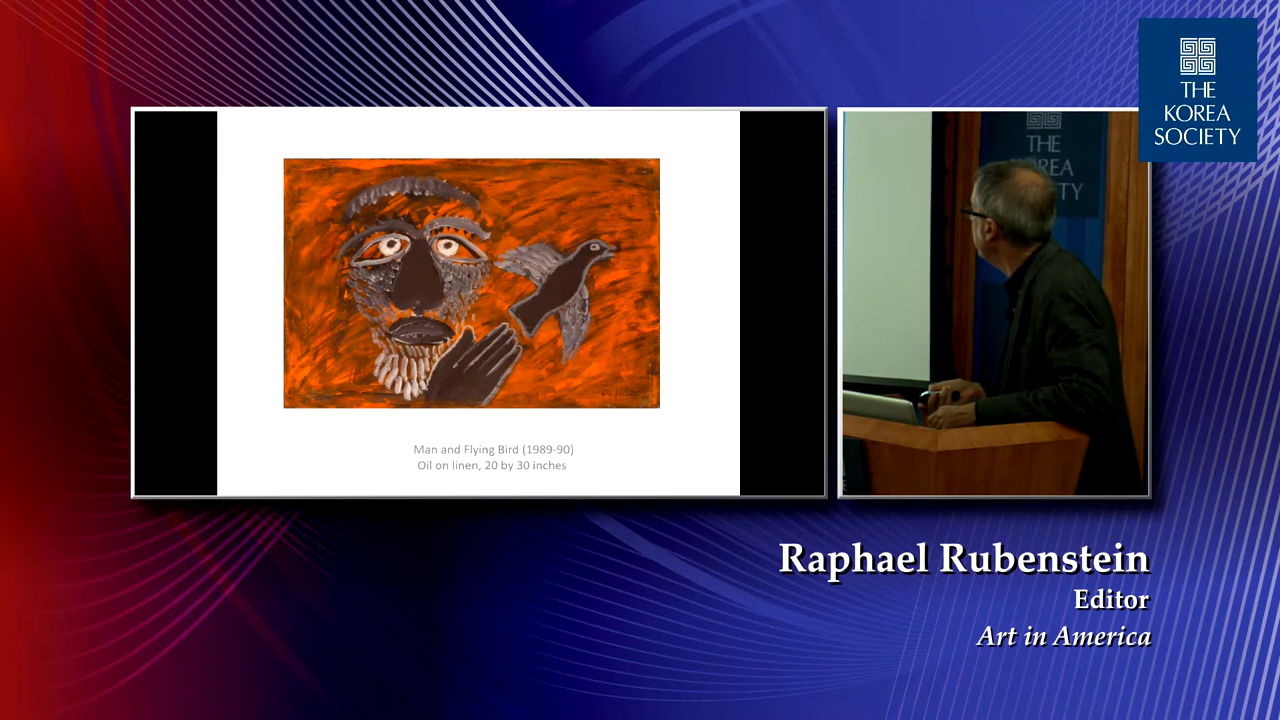 THE
KOREA
SOCIETY
THE
KOREA
TY
Man and Flying Bird (1989-90)
Oil on linen, 20 by 30 inches
Raphael Rubenstein
Editor
Art in America